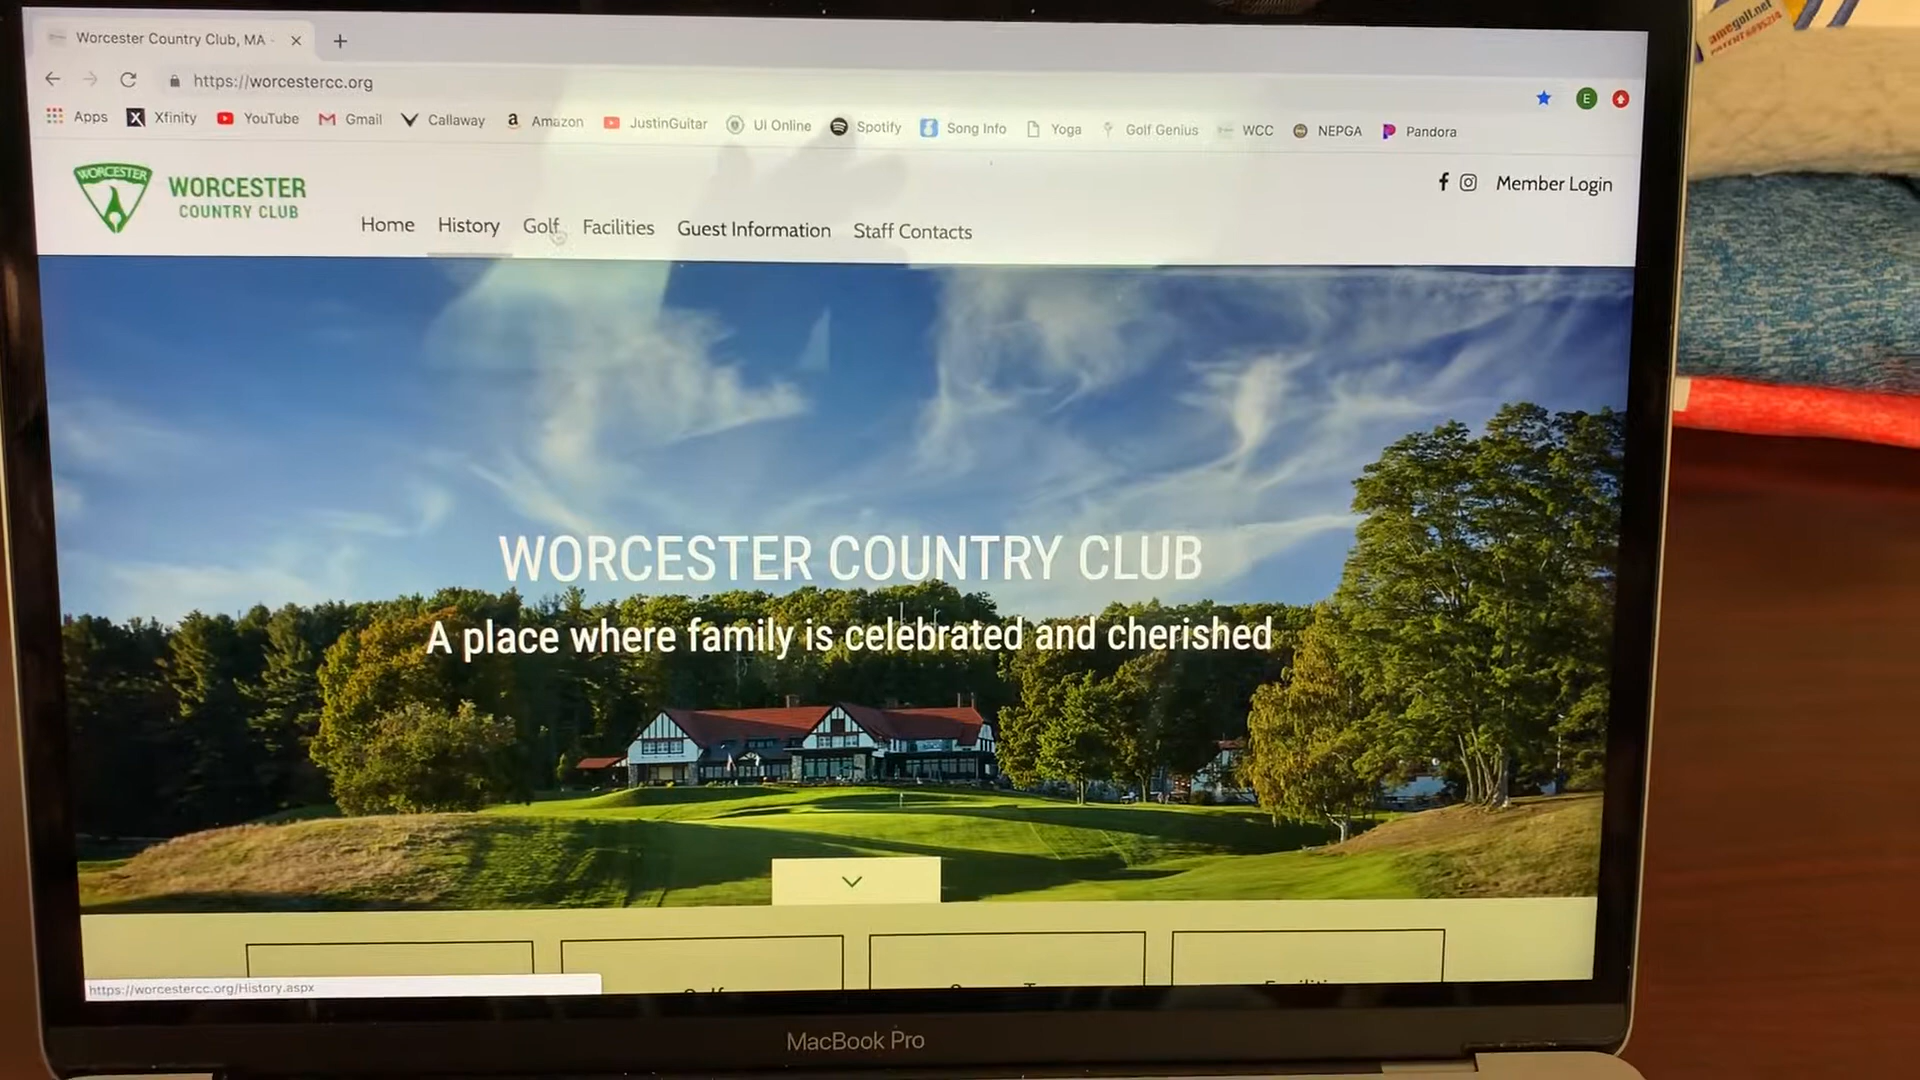 Worcester Country Club, MA -
https://worcestercc.org
Apps Xfinity YouTube Gmail Callaway Amazon JustinGuitar UI Online Spotify Song Info Yoga Golf Genius WCC NEPGA Pandora
E
WORCESTER
WORCESTER
COUNTRY CLUB
Member Login
Home History Golf Facilities Guest Information Staff Contacts
WORCESTER COUNTRY CLUB
A place where family is celebrated and cherished
https://worcestercc.org/History.aspx
MacBook Pro
amegolf.net